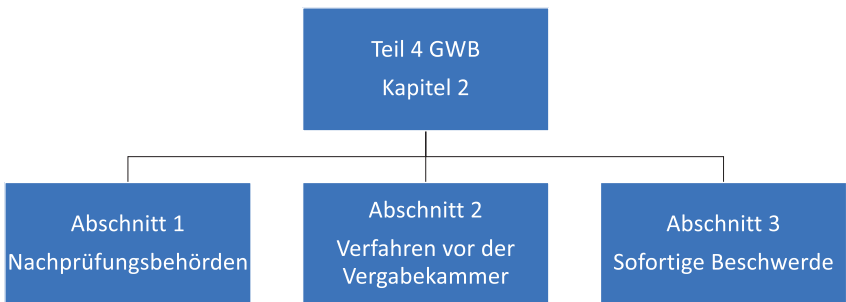 Teil 4 GWB
Kapitel 2
Abschnitt 1
Nachprüfungsbehörden
Abschnitt 2
Verfahren vor der
Vergabekammer
Abschnitt 3
Sofortige Beschwerde